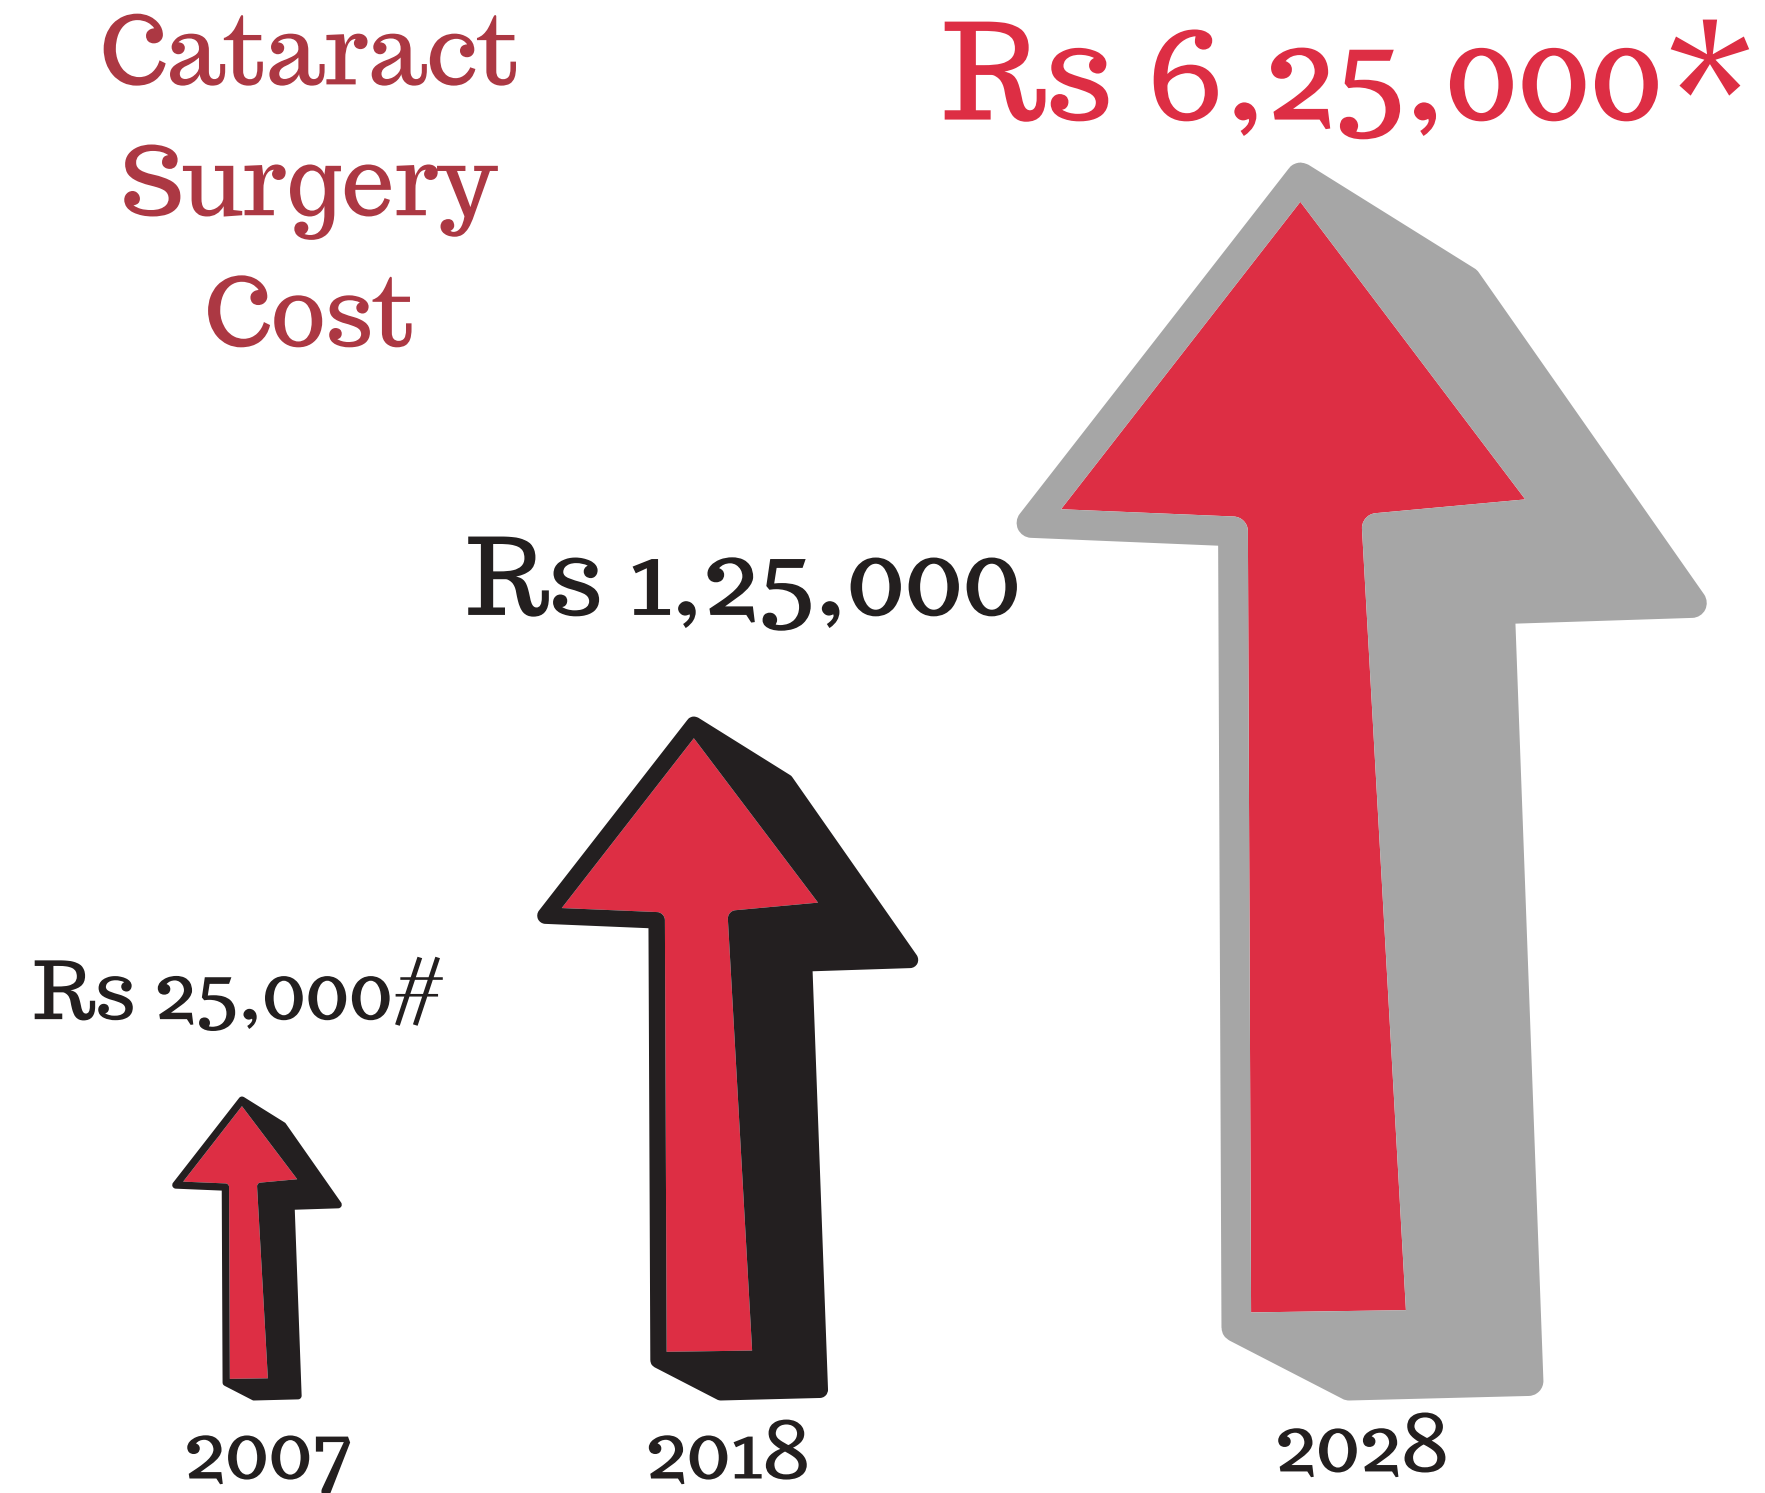 Cataract
Surgery
Cost
Rs 6,25,000*
Rs 1,25,000
Rs 25,000#
2007
2018
2028